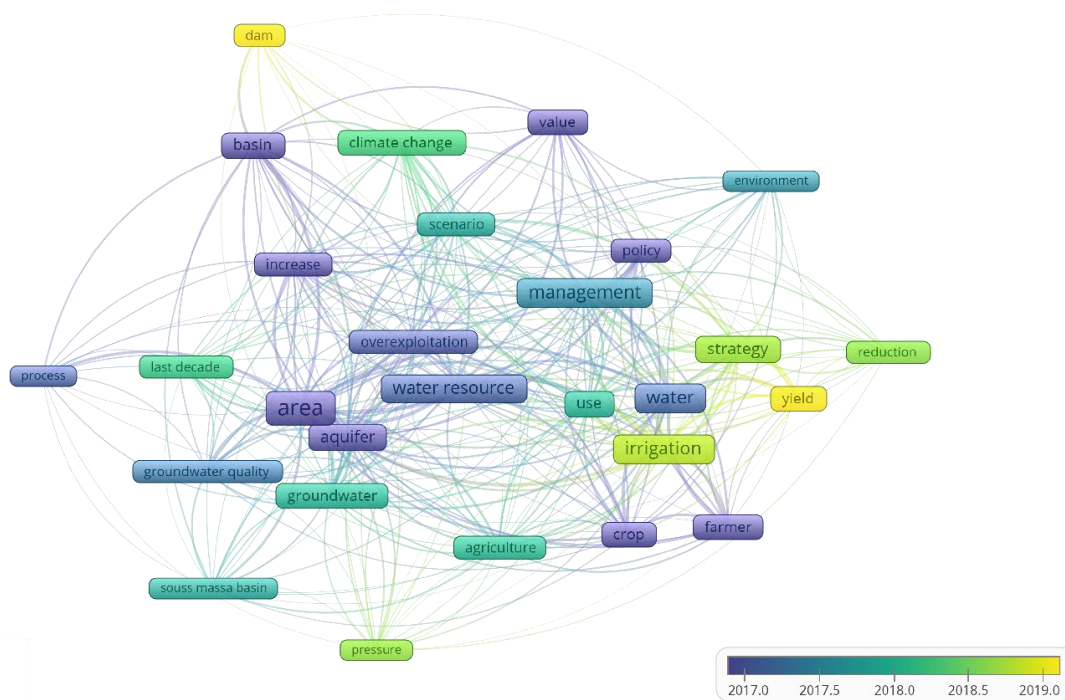 dam
value
climate change
basin
environment
scenario
policy
increase
management
overexploitation
strategy
reduction
last decade
process
water resource
use
water
yield
area
aquifer
irrigation
groundwater quality
groundwater
farmer
crop
agriculture
souss massa basin
pressure
2017.0 2017.5 2018.0 2018.5 2019.0